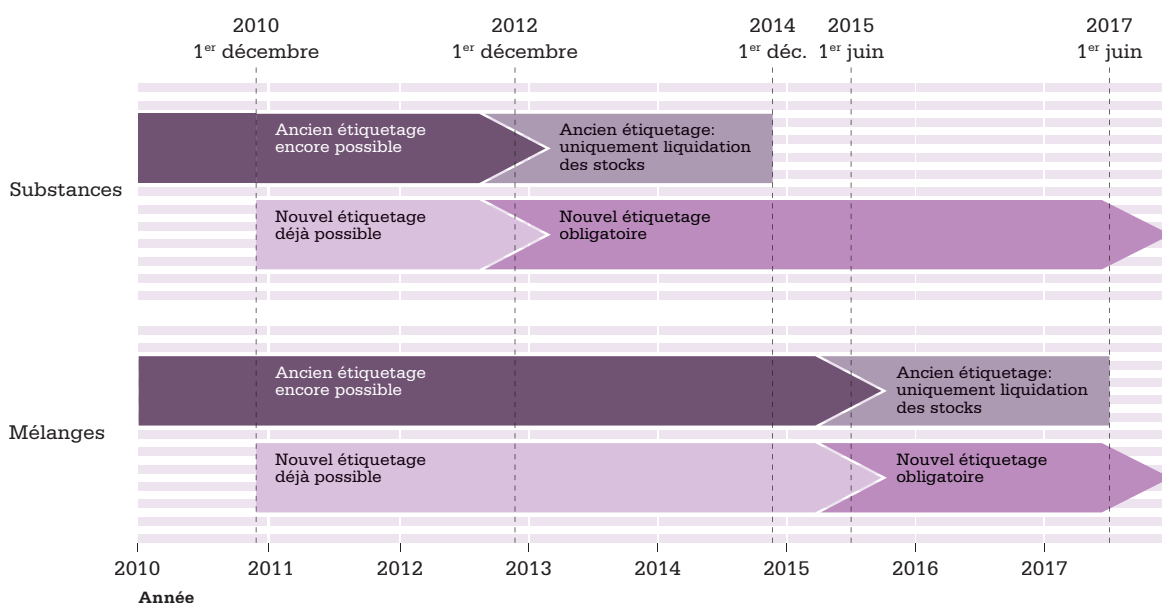 2010
1er décembre
2012
1er décembre
2014
1er déc.
2015
1er juin
2017
1er juin
Substances
Ancien étiquetage
encore possible
Ancien étiquetage:
uniquement liquidation
des stocks
Nouvel étiquetage
déjà possible
Nouvel étiquetage
obligatoire
Mélanges
Ancien étiquetage
encore possible
Ancien étiquetage:
uniquement liquidation
des stocks
Nouvel étiquetage
déjà possible
Nouvel étiquetage
obligatoire
2010 2011 2012 2013 2014 2015 2016 2017
Année